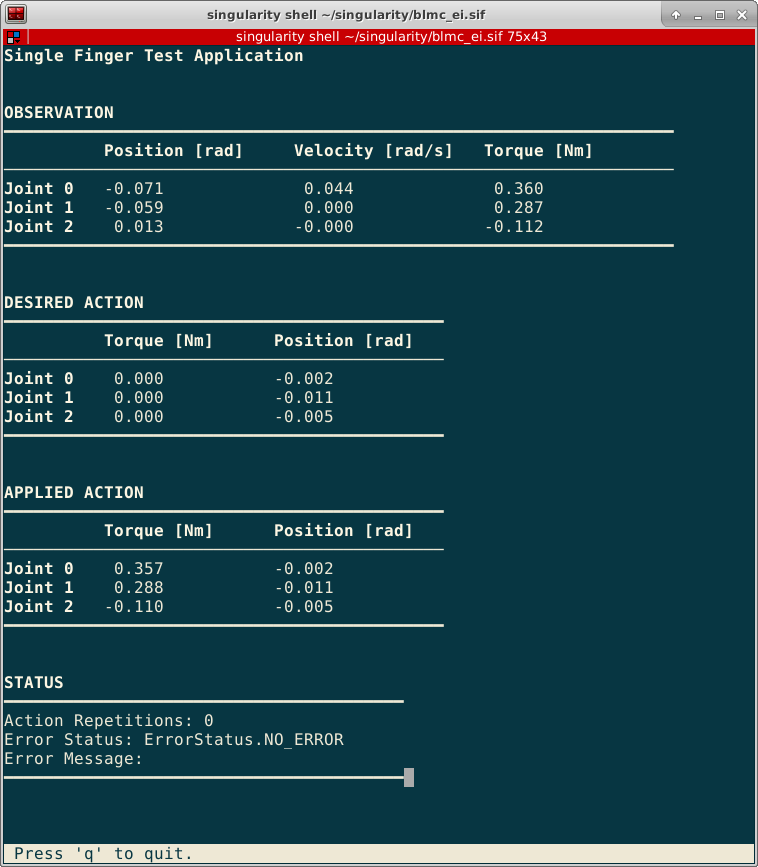 singularity shell ~/singularity/blmc_ei.sif
singularity shell ~/singularity/blmc_ei.sif 75x43
Single Finger Test Application
OBSERVATION
Position [rad] Velocity [rad/s] Torque [Nm]
Joint 0 -0.071 0.044 0.360
Joint 1 -0.059 0.000 0.287
Joint 2 0.013 -0.000 -0.112
DESIRED ACTION
Torque [Nm] Position [rad]
Joint 0 0.000 -0.002
Joint 1 0.000 -0.011
Joint 2 0.000 -0.005
APPLIED ACTION
Torque [Nm] Position [rad]
Joint 0 0.357 -0.002
Joint 1 0.288 -0.011
Joint 2 -0.110 -0.005
STATUS
Action Repetitions: 0
Error Status: ErrorStatus.NO_ERROR
Error Message:
Press 'q' to quit.